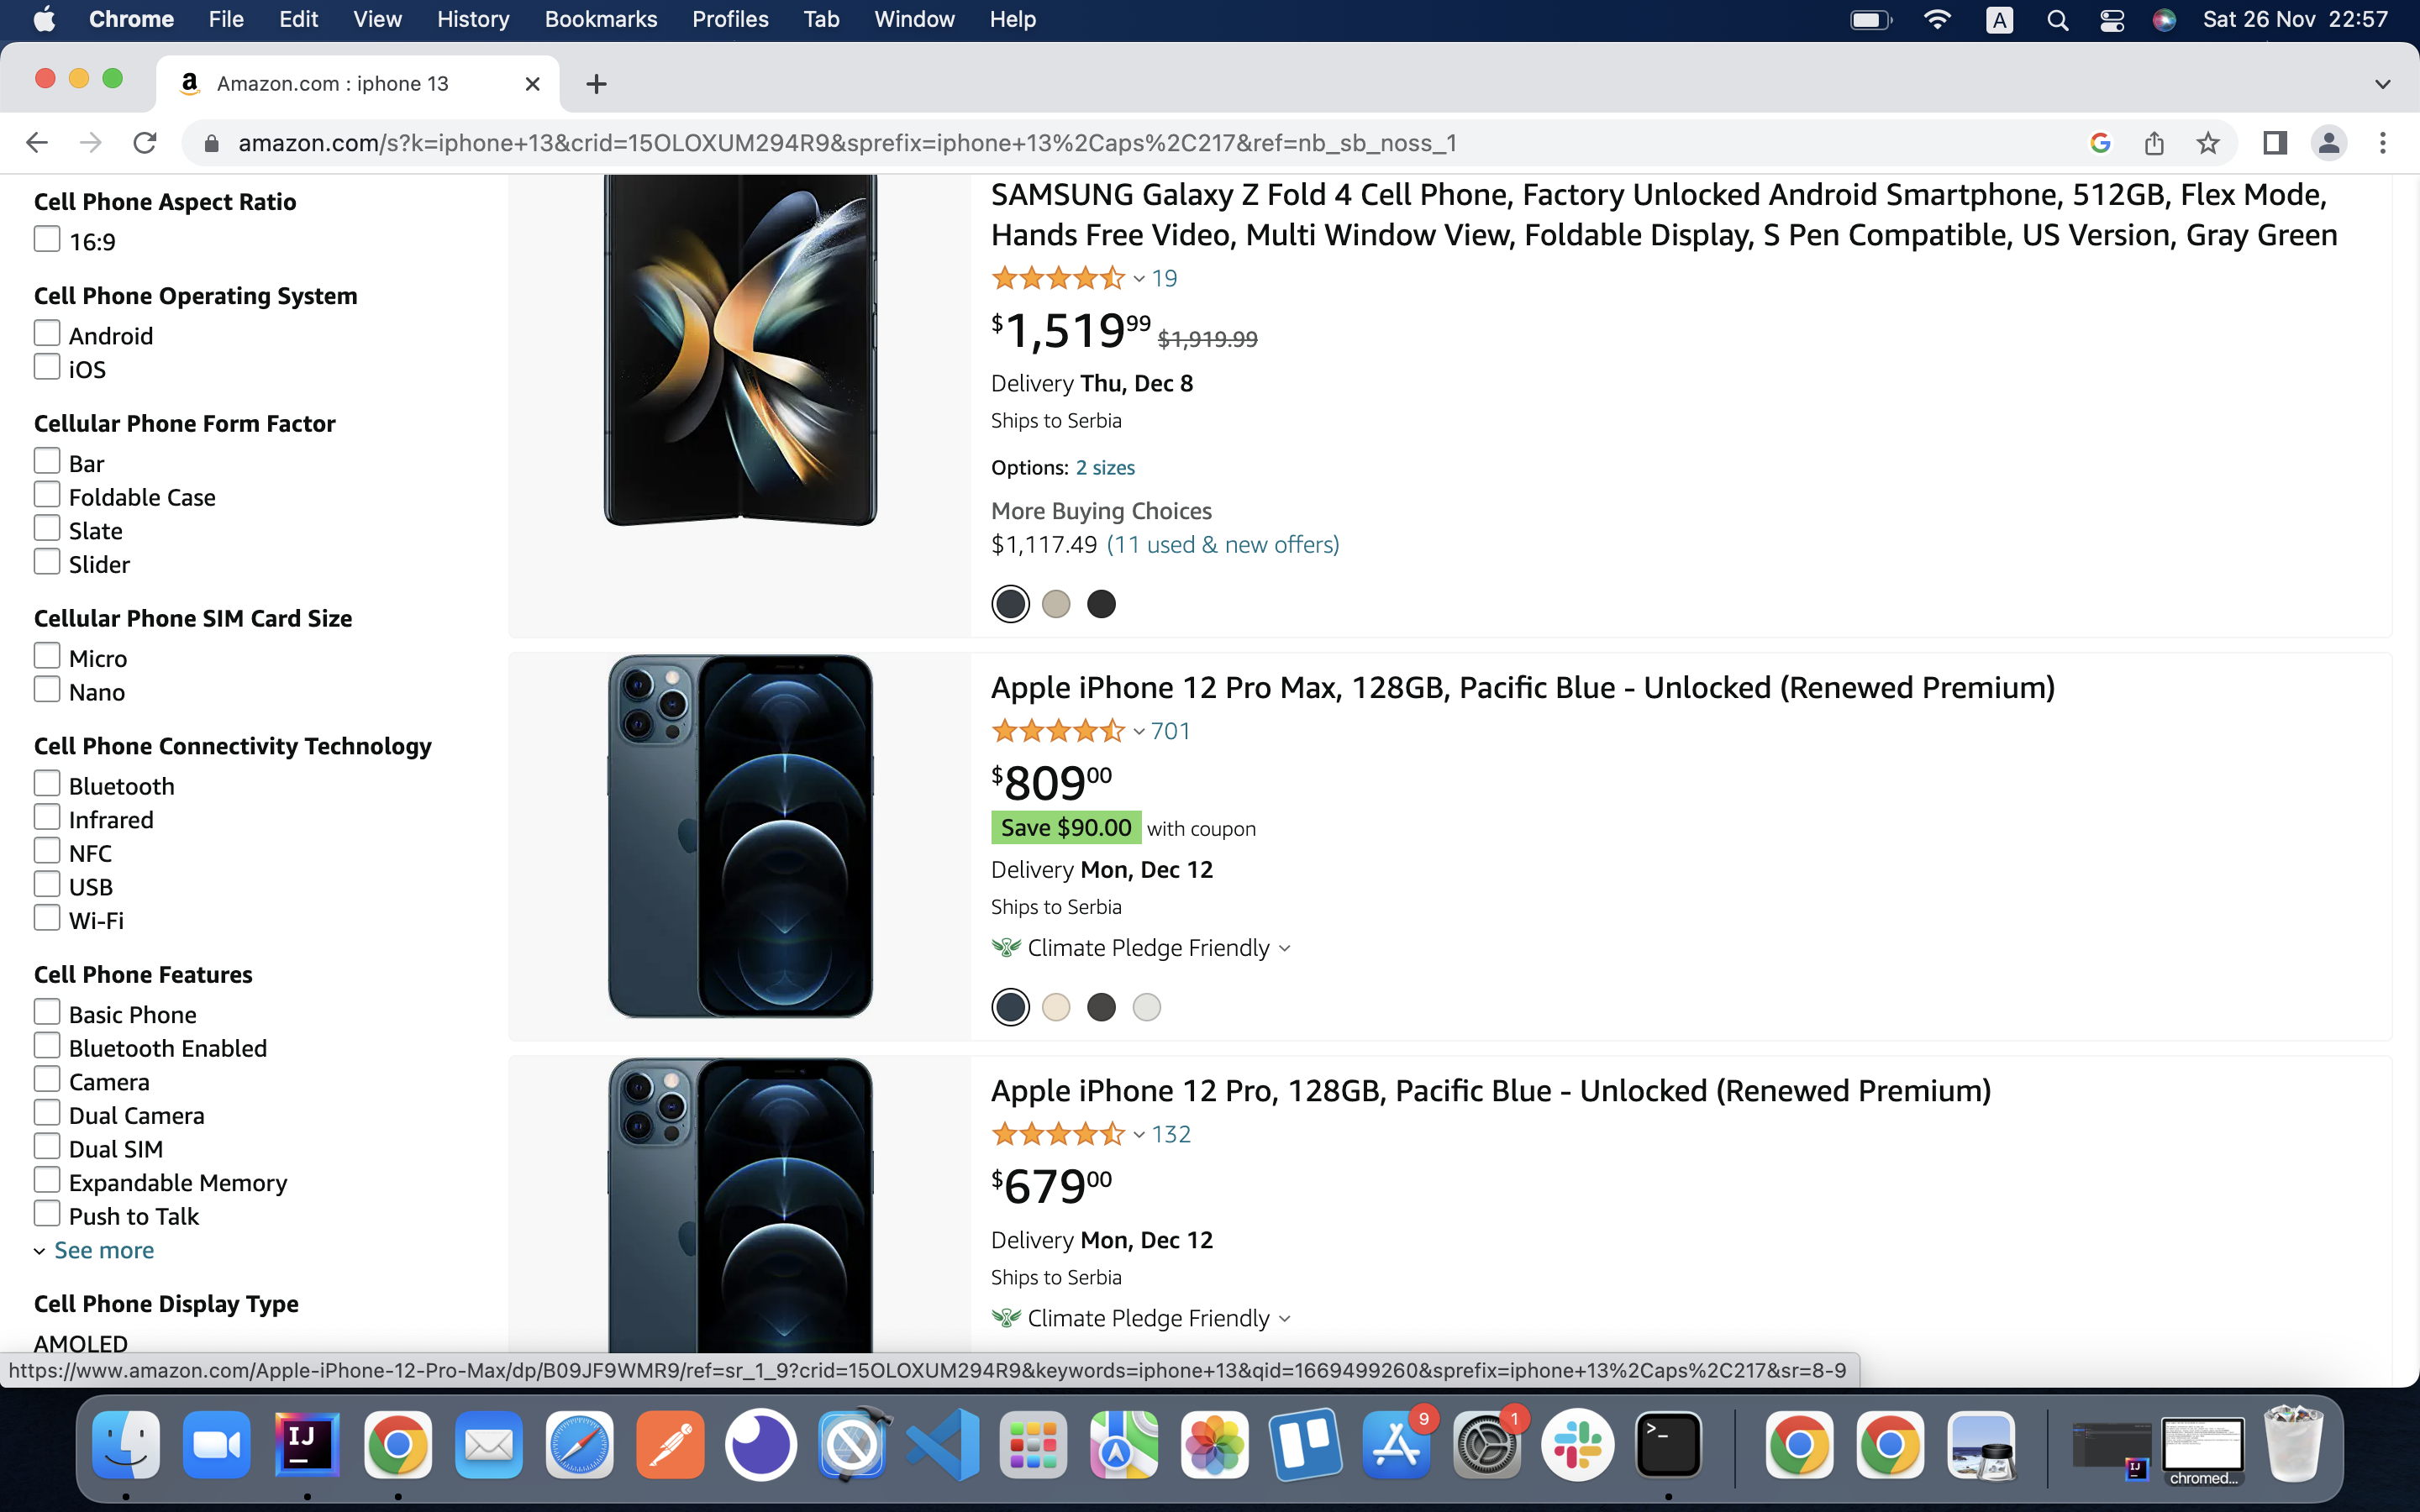 Chrome File Edit View History Bookmarks Profiles Tab Window Help
A
Sat 26 Nov 22:57
a
Amazon.com : iphone 13
amazon.com/s?k=iphone+13&crid=15OLOXUM294R9&sprefix=iphone+13%2Caps%2C217&ref=nb_sb_noss_1
G
Cell Phone Aspect Ratio
16:9
Cell Phone Operating System
Android
iOS
Cellular Phone Form Factor
Bar
Foldable Case
Slate
Slider
Cellular Phone SIM Card Size
Micro
Nano
Cell Phone Connectivity Technology
Bluetooth
Infrared
NFC
USB
Wi-Fi
Cell Phone Features
Basic Phone
Bluetooth Enabled
Camera
Dual Camera
Dual SIM
Expandable Memory
Push to Talk
See more
Cell Phone Display Type
AMOLED
SAMSUNG Galaxy Z Fold 4 Cell Phone, Factory Unlocked Android Smartphone, 512GB, Flex Mode,
Hands Free Video, Multi Window View, Foldable Display, S Pen Compatible, US Version, Gray Green
19
$1,519.99 $1,919.99
Delivery Thu, Dec 8
Ships to Serbia
Options: 2 sizes
More Buying Choices
$1,117.49 (11 used & new offers)
Apple iPhone 12 Pro Max, 128GB, Pacific Blue - Unlocked (Renewed Premium)
701
$809 00
Save $90.00 with coupon
Delivery Mon, Dec 12
Ships to Serbia
Climate Pledge Friendly
Apple iPhone 12 Pro, 128GB, Pacific Blue - Unlocked (Renewed Premium)
132
$679 00
Delivery Mon, Dec 12
Ships to Serbia
Climate Pledge Friendly
https://www.amazon.com/Apple-iPhone-12-Pro-Max/dp/B09JF9WMR9/ref=sr_1_9?crid=15OLOXUM294R9&keywords=iphone+13&qid=1669499260&sprefix=iphone+13%2Caps%2C217&sr=8-9
IJ
9
1
>_
IJ
chromed...